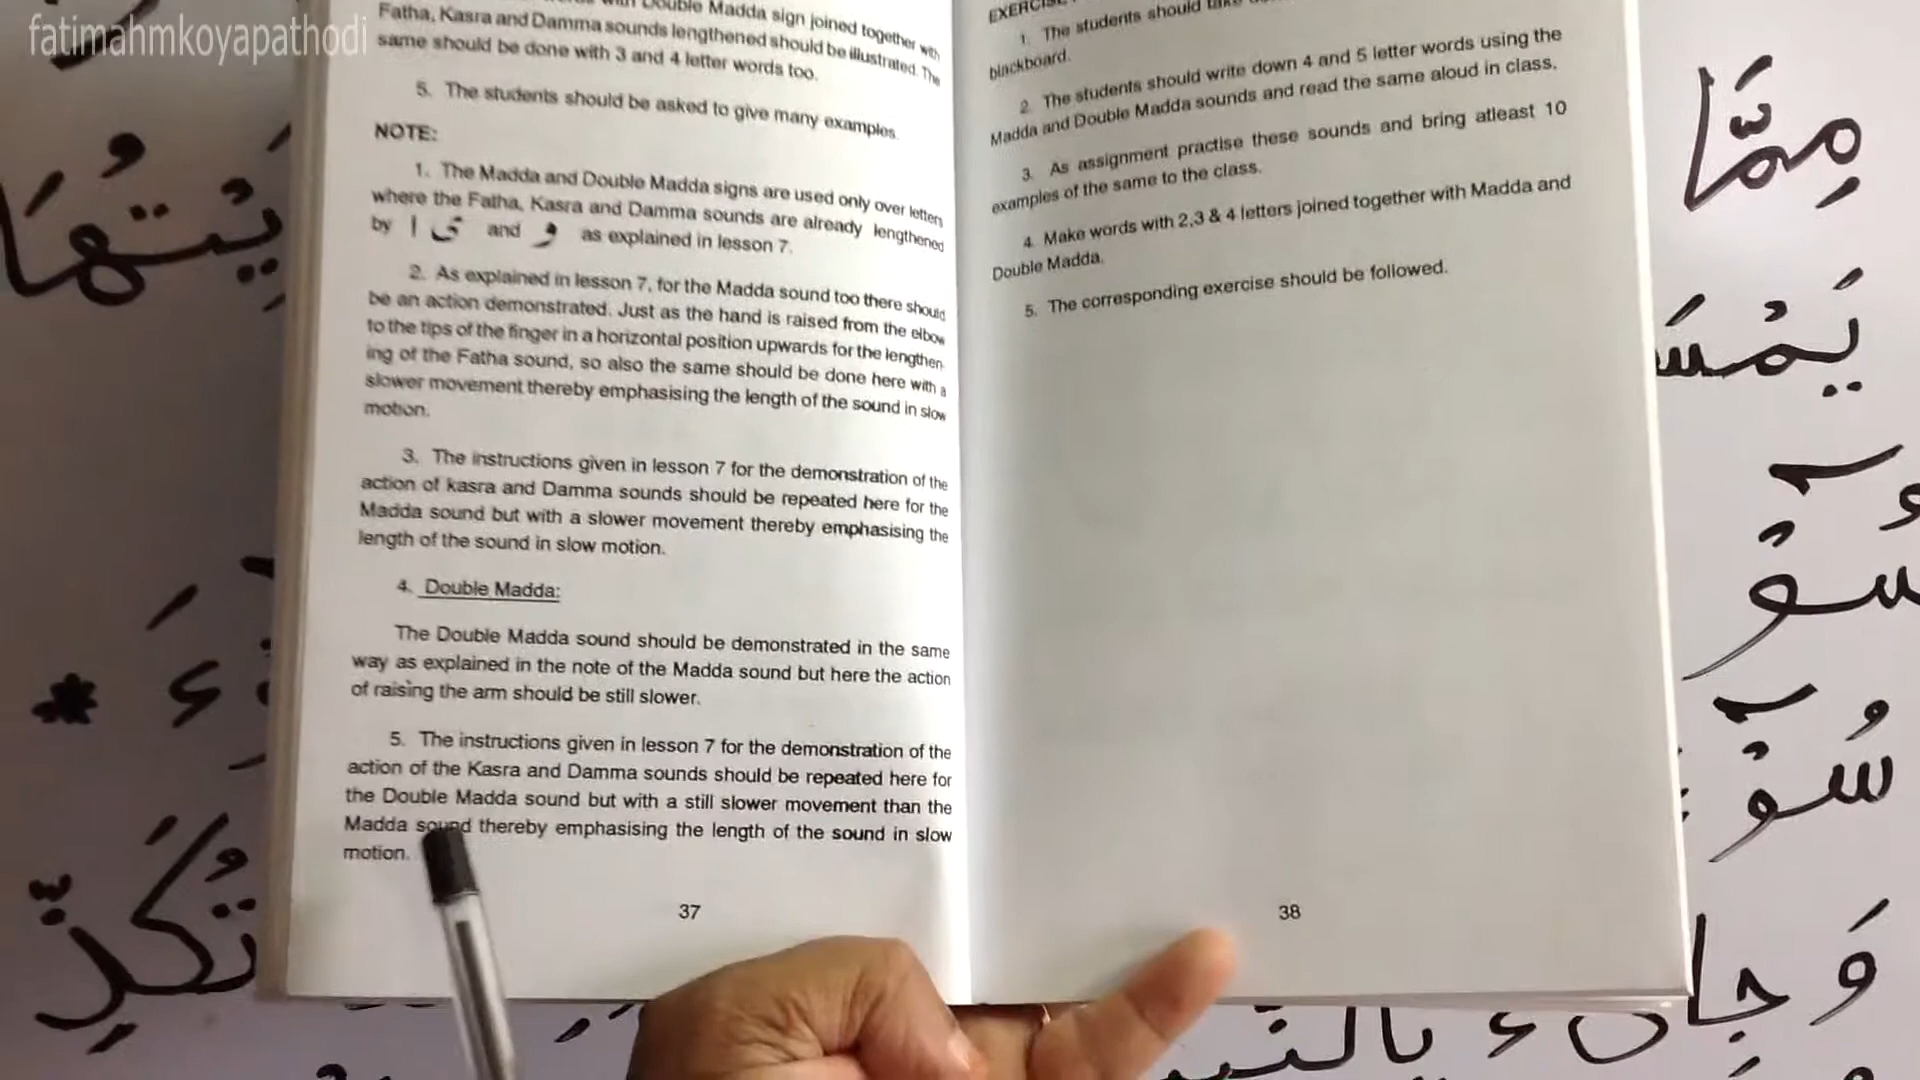 fatimahmkoyapathodi
Double Madda sign joined together with
Fatha, Kasra and Damma sounds lengthened should be illustrated. The
same should be done with 3 and 4 letter words too.
5. The students should be asked to give many examples.
NOTE:
1. The Madda and Double Madda signs are used only over letters
where the Fatha, Kasra and Damma sounds are already lengthened
by ا ى and و as explained in lesson 7.
2. As explained in lesson 7, for the Madda sound too there should
be an action demonstrated. Just as the hand is raised from the elbow
to the tips of the finger in a horizontal position upwards for the lengthen-
ing of the Fatha sound, so also the same should be done here with a
slower movement thereby emphasising the length of the sound in slow
motion.
3. The instructions given in lesson 7 for the demonstration of the
action of kasra and Damma sounds should be repeated here for the
Madda sound but with a slower movement thereby emphasising the
length of the sound in slow motion.
4. Double Madda:
The Double Madda sound should be demonstrated in the same
way as explained in the note of the Madda sound but here the action
of raising the arm should be still slower.
5. The instructions given in lesson 7 for the demonstration of the
action of the Kasra and Damma sounds should be repeated here for
the Double Madda sound but with a still slower movement than the
Madda sound thereby emphasising the length of the sound in slow
motion.
37
1. The students should
blackboard.
2. The students should write down 4 and 5 letter words using the
Madda and Double Madda sounds and read the same aloud in class.
3. As assignment practise these sounds and bring atleast 10
examples of the same to the class.
4. Make words with 2,3 & 4 letters joined together with Madda and
Double Madda.
5. The corresponding exercise should be followed.
38
مِمَّا